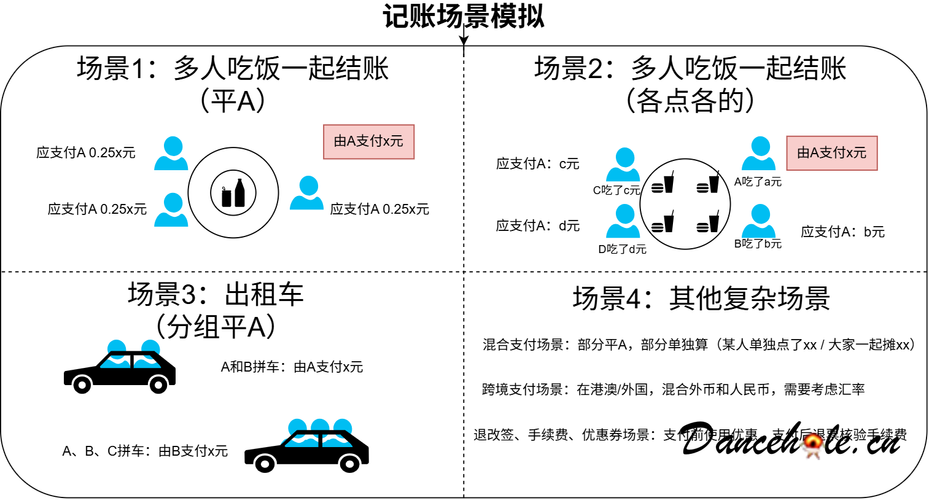 记账场景模拟
场景1：多人吃饭一起结账
（平A）
由A支付x元
应支付A 0.25x元
应支付A 0.25x元
应支付A 0.25x元
场景2：多人吃饭一起结账
（各点各的）
由A支付x元
应支付A：c元
C吃了c元
A吃了a元
应支付A：d元
D吃了d元
B吃了b元
应支付A：b元
场景3：出租车
（分组平A）
A和B拼车：由A支付x元
A、B、C拼车：由B支付x元
场景4：其他复杂场景
混合支付场景：部分平A，部分单独算（某人单独点了xx / 大家一起摊xx）
跨境支付场景：在港澳/外国，混合外币和人民币，需要考虑汇率
退改签、手续费、优惠券场景：支付前使用优惠，支付后退票核验手续费
Dancehole.cn